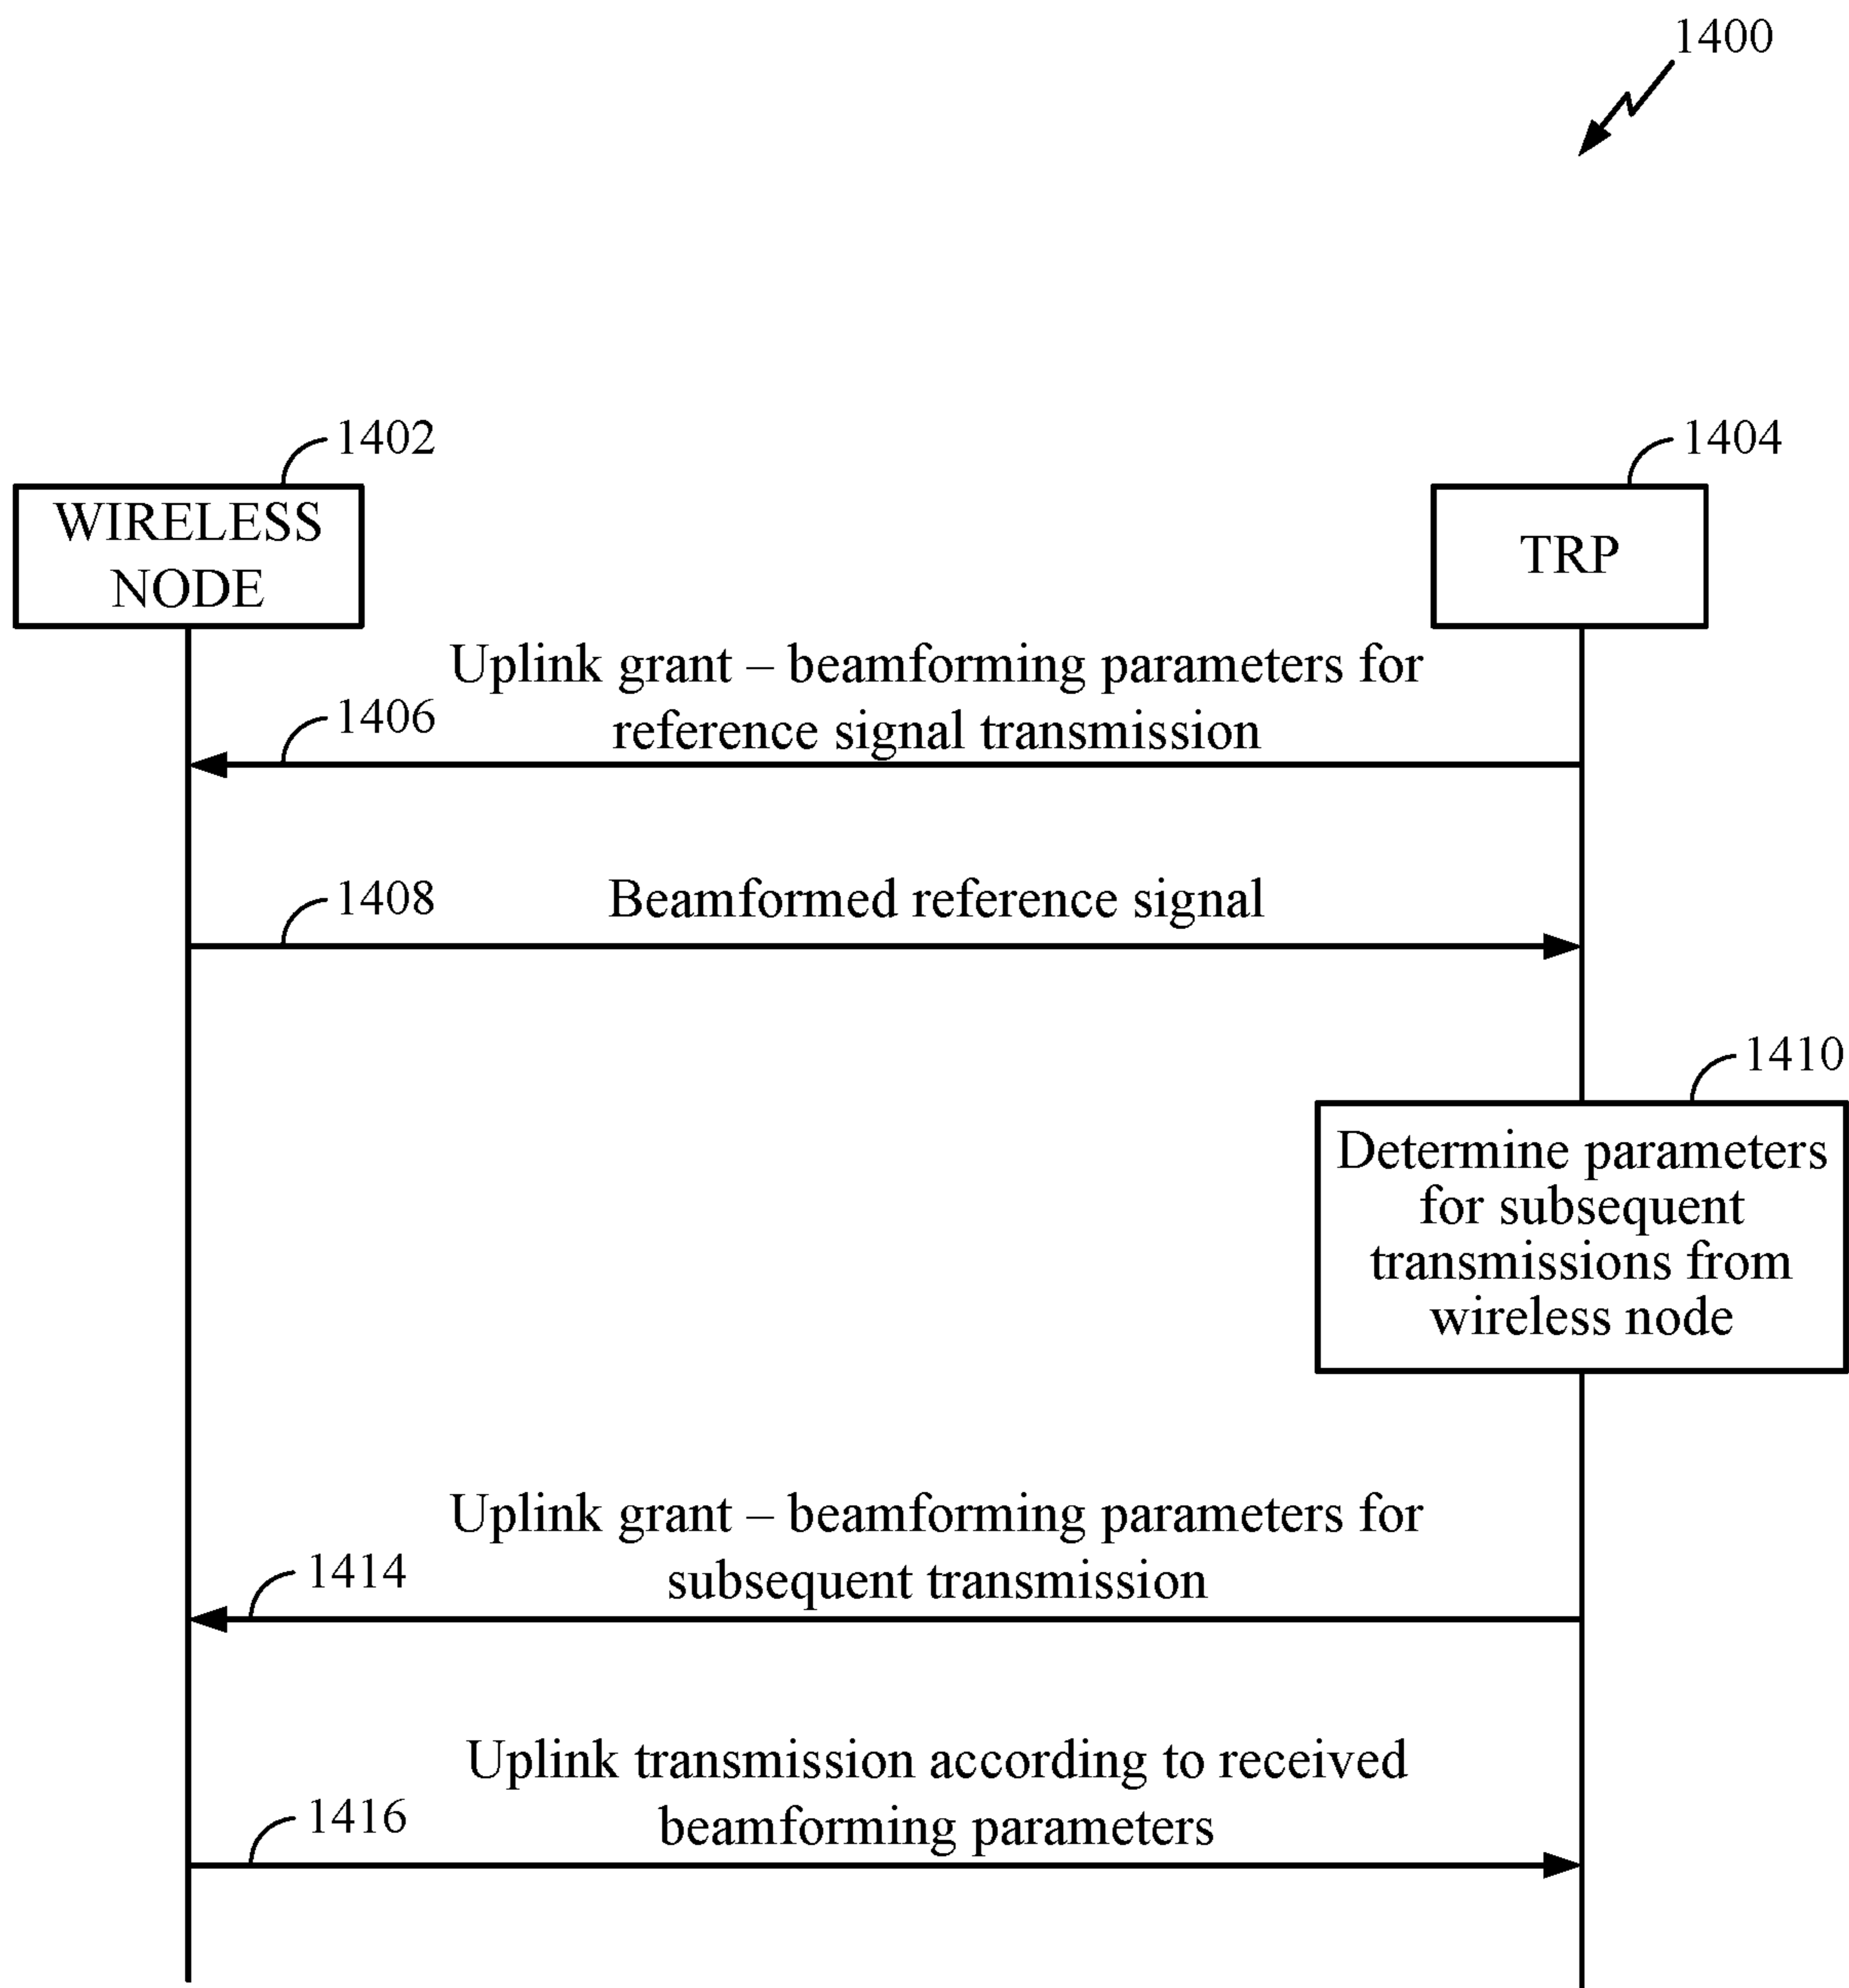 1400
1402
1404
WIRELESS
NODE
TRP
Uplink grant – beamforming parameters for
reference signal transmission
1406
1408
Beamformed reference signal
1410
Determine parameters
for subsequent
transmissions from
wireless node
Uplink grant – beamforming parameters for
subsequent transmission
1414
Uplink transmission according to received
beamforming parameters
1416